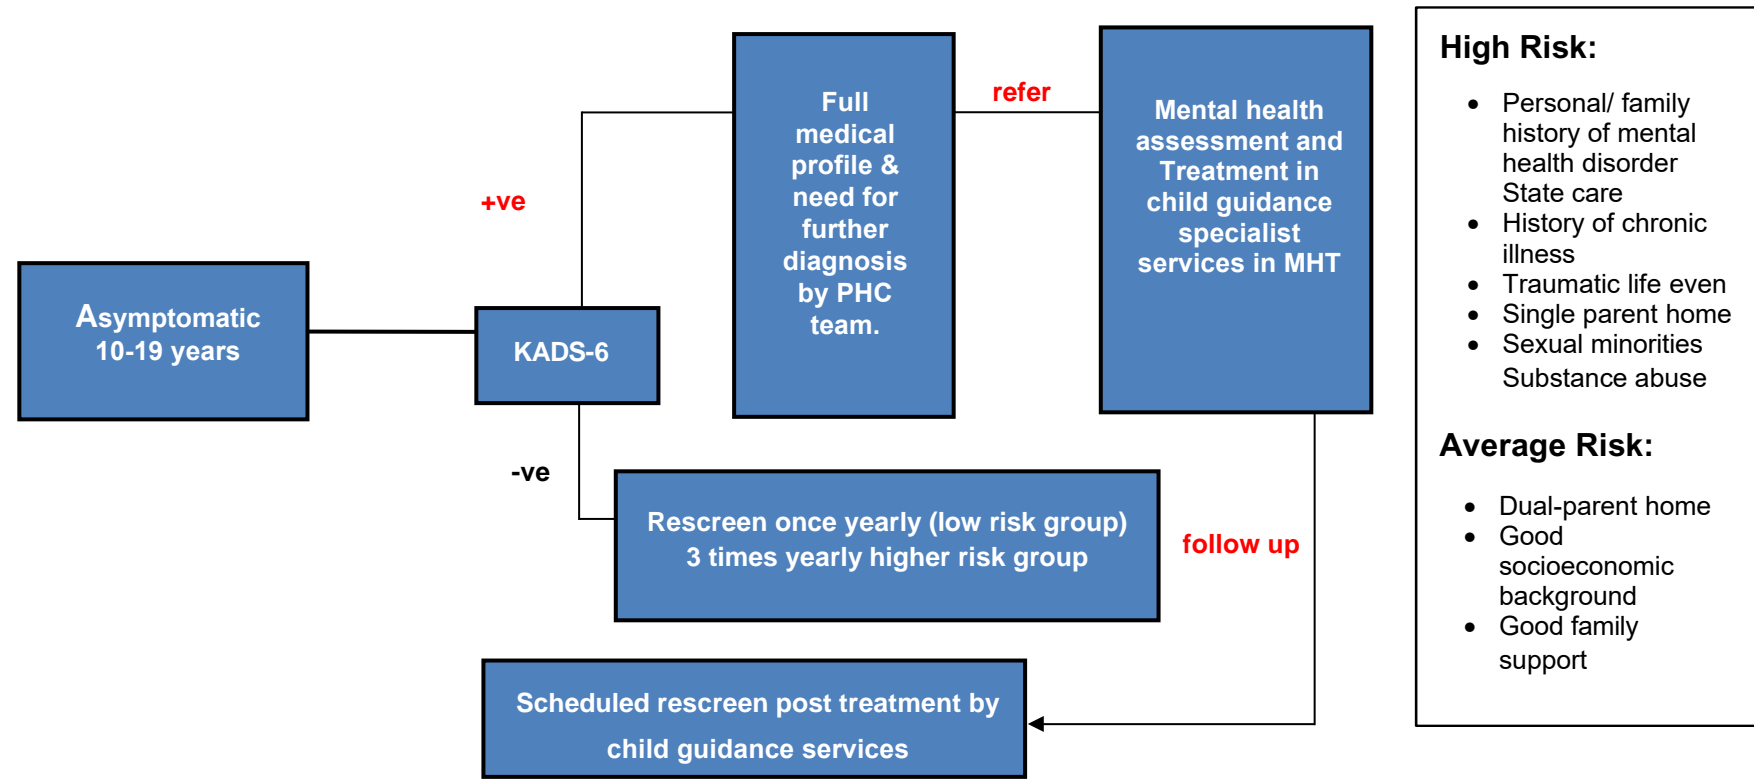 Asymptomatic
10-19 years
KADS-6
+ve
-ve
Full
medical
profile &
need for
further
diagnosis
by PHC
team.
refer
Mental health
assessment and
Treatment in
child guidance
specialist
services in MHT
Rescreen once yearly (low risk group)
3 times yearly higher risk group
follow up
Scheduled rescreen post treatment by
child guidance services
High Risk:
• Personal/ family
history of mental
health disorder
State care
• History of chronic
illness
• Traumatic life even
• Single parent home
• Sexual minorities
Substance abuse
Average Risk:
• Dual-parent home
• Good
socioeconomic
background
• Good family
support